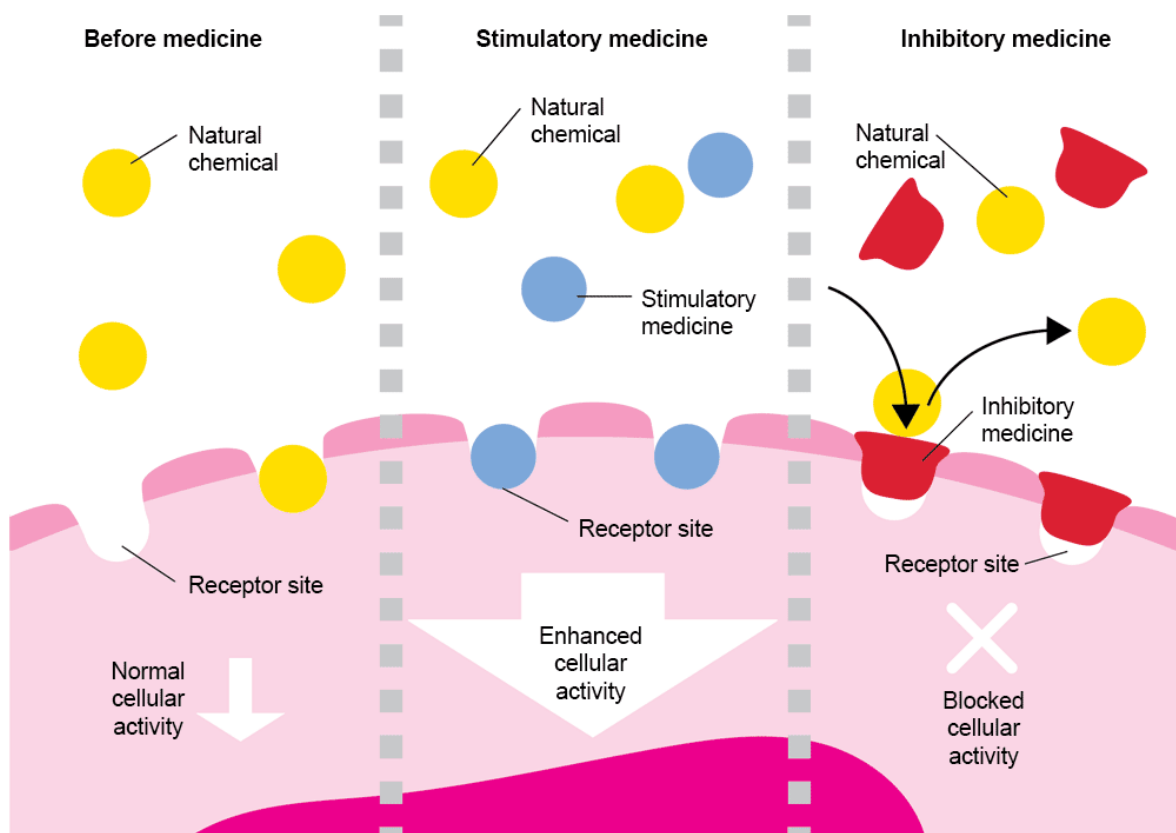 Before medicine
Natural
chemical
Receptor site
Normal
cellular
activity
Stimulatory medicine
Natural
chemical
Stimulatory
medicine
Receptor site
Enhanced
cellular
activity
Inhibitory medicine
Natural
chemical
Inhibitory
medicine
Receptor site
Blocked
cellular
activity